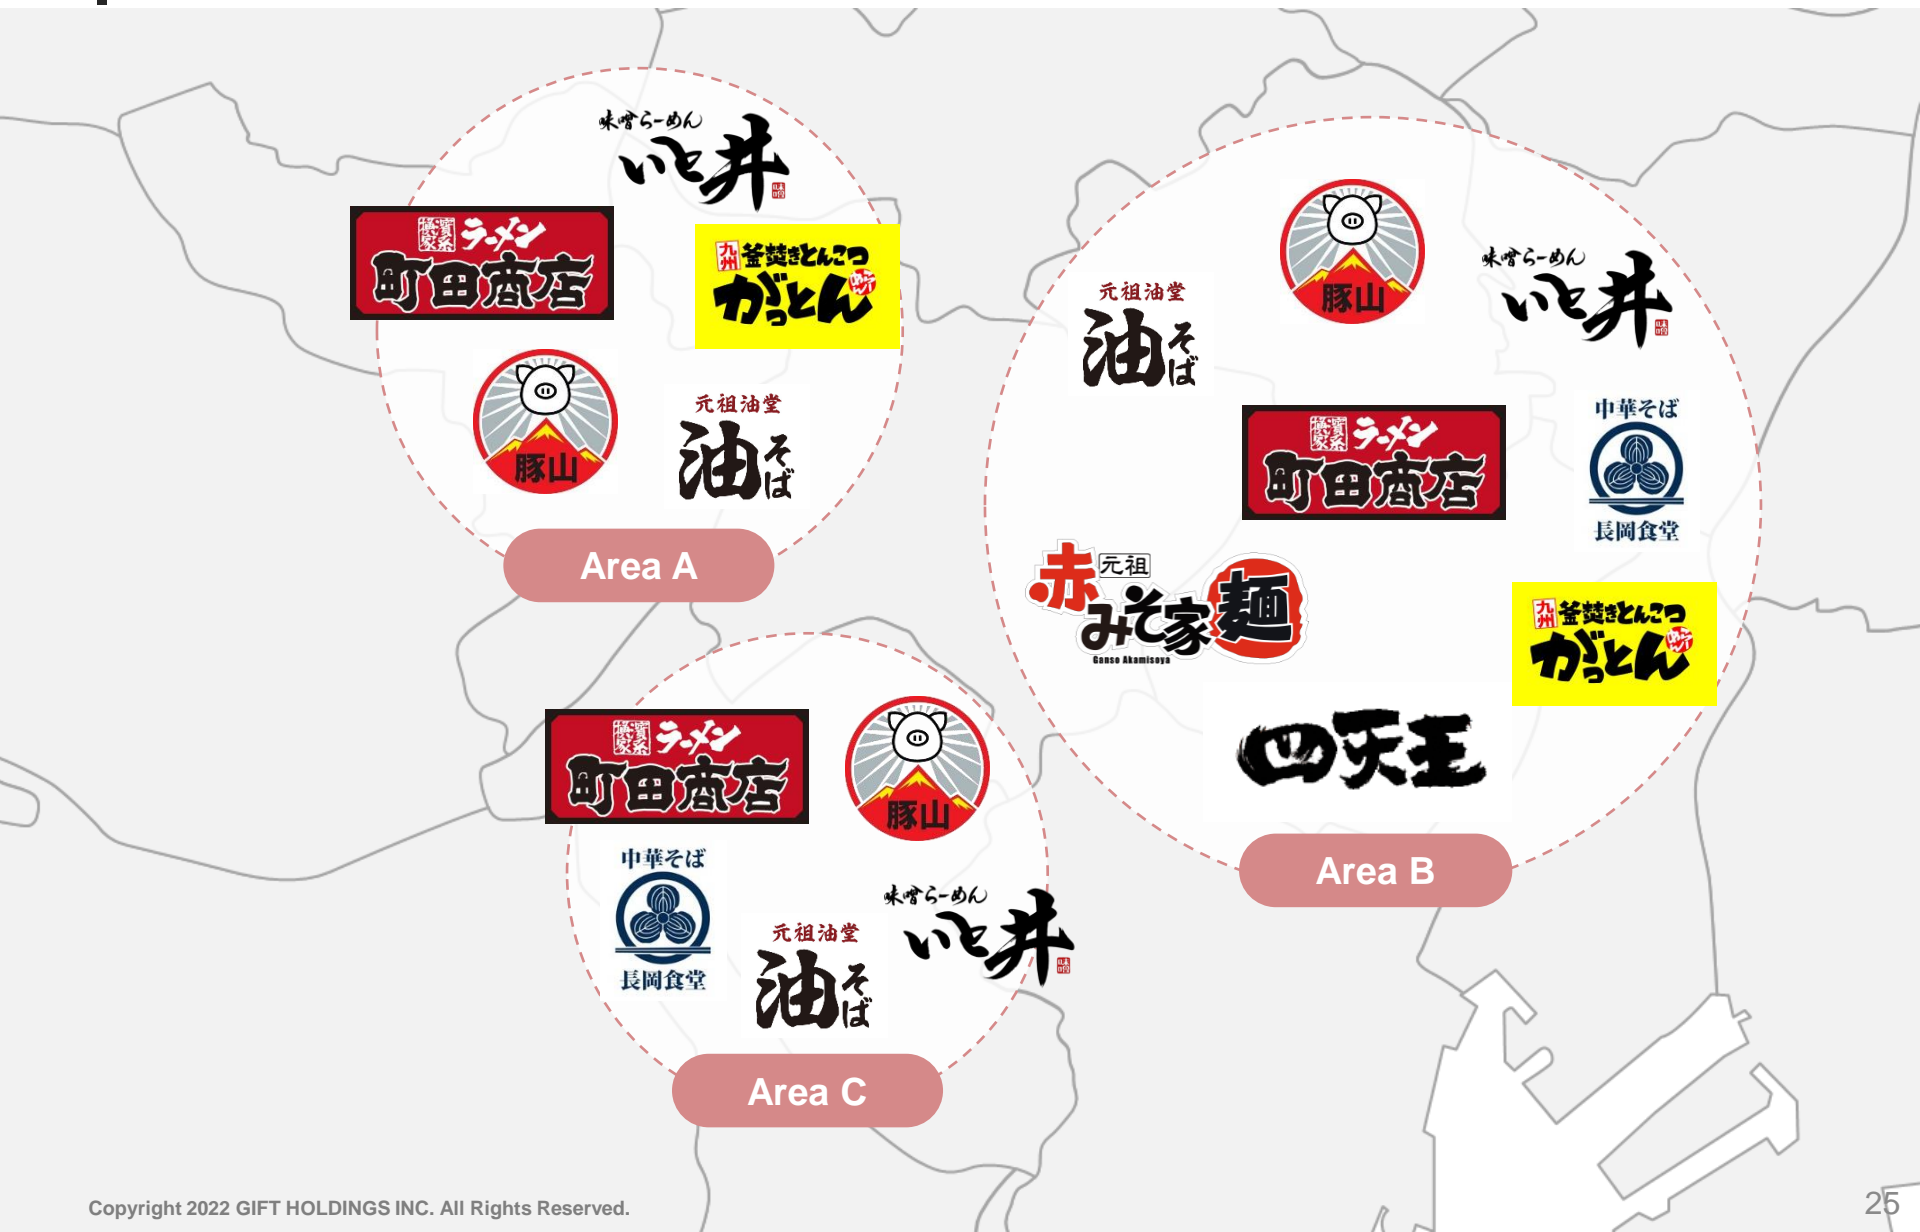 味噌らーめん
いと井
味噌
横濱家系 ラーメン
町田商店
九州 釜焚きとんこつ
がっとん
豚山
元祖油堂
油そば
Area A
豚山
味噌らーめん
いと井
味噌
元祖油堂
油そば
横濱家系 ラーメン
町田商店
中華そば
長岡食堂
元祖
赤みそ家麺
Ganso Akamisoya
九州 釜焚きとんこつ
がっとん
四天王
Area B
横濱家系 ラーメン
町田商店
豚山
中華そば
長岡食堂
味噌らーめん
いと井
味噌
元祖油堂
油そば
Area C
Copyright 2022 GIFT HOLDINGS INC. All Rights Reserved.
25